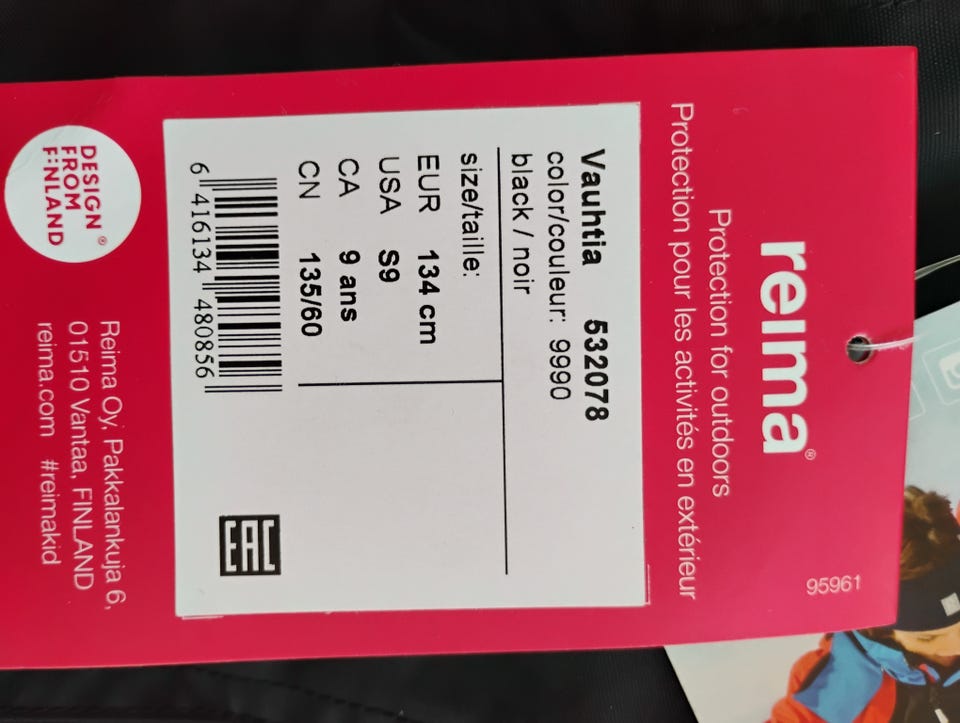 reima®
Protection for outdoors
Protection pour les activités en extérieur
95961
Vauhtia 532078
color/couleur: 9990
black / noir
size/taille:
EUR 134 cm
USA S9
CA 9 ans
CN 135/60
6 416134 480856
EAC
DESIGN
FROM
FINLAND
®
Reima Oy, Pakkalankuja 6,
01510 Vantaa, FINLAND
reima.com #reimakid